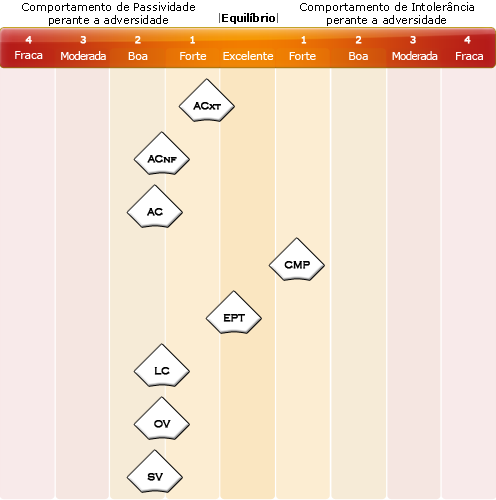 Comportamento de Passividade
perante a adversidade
|Equilíbrio|
Comportamento de Intolerância
perante a adversidade
4 3 2 1 1 2 3 4
Fraca Moderada Boa Forte Excelente Forte Boa Moderada Fraca
ACXT
ACNF
AC
CMP
EPT
LC
OV
SV